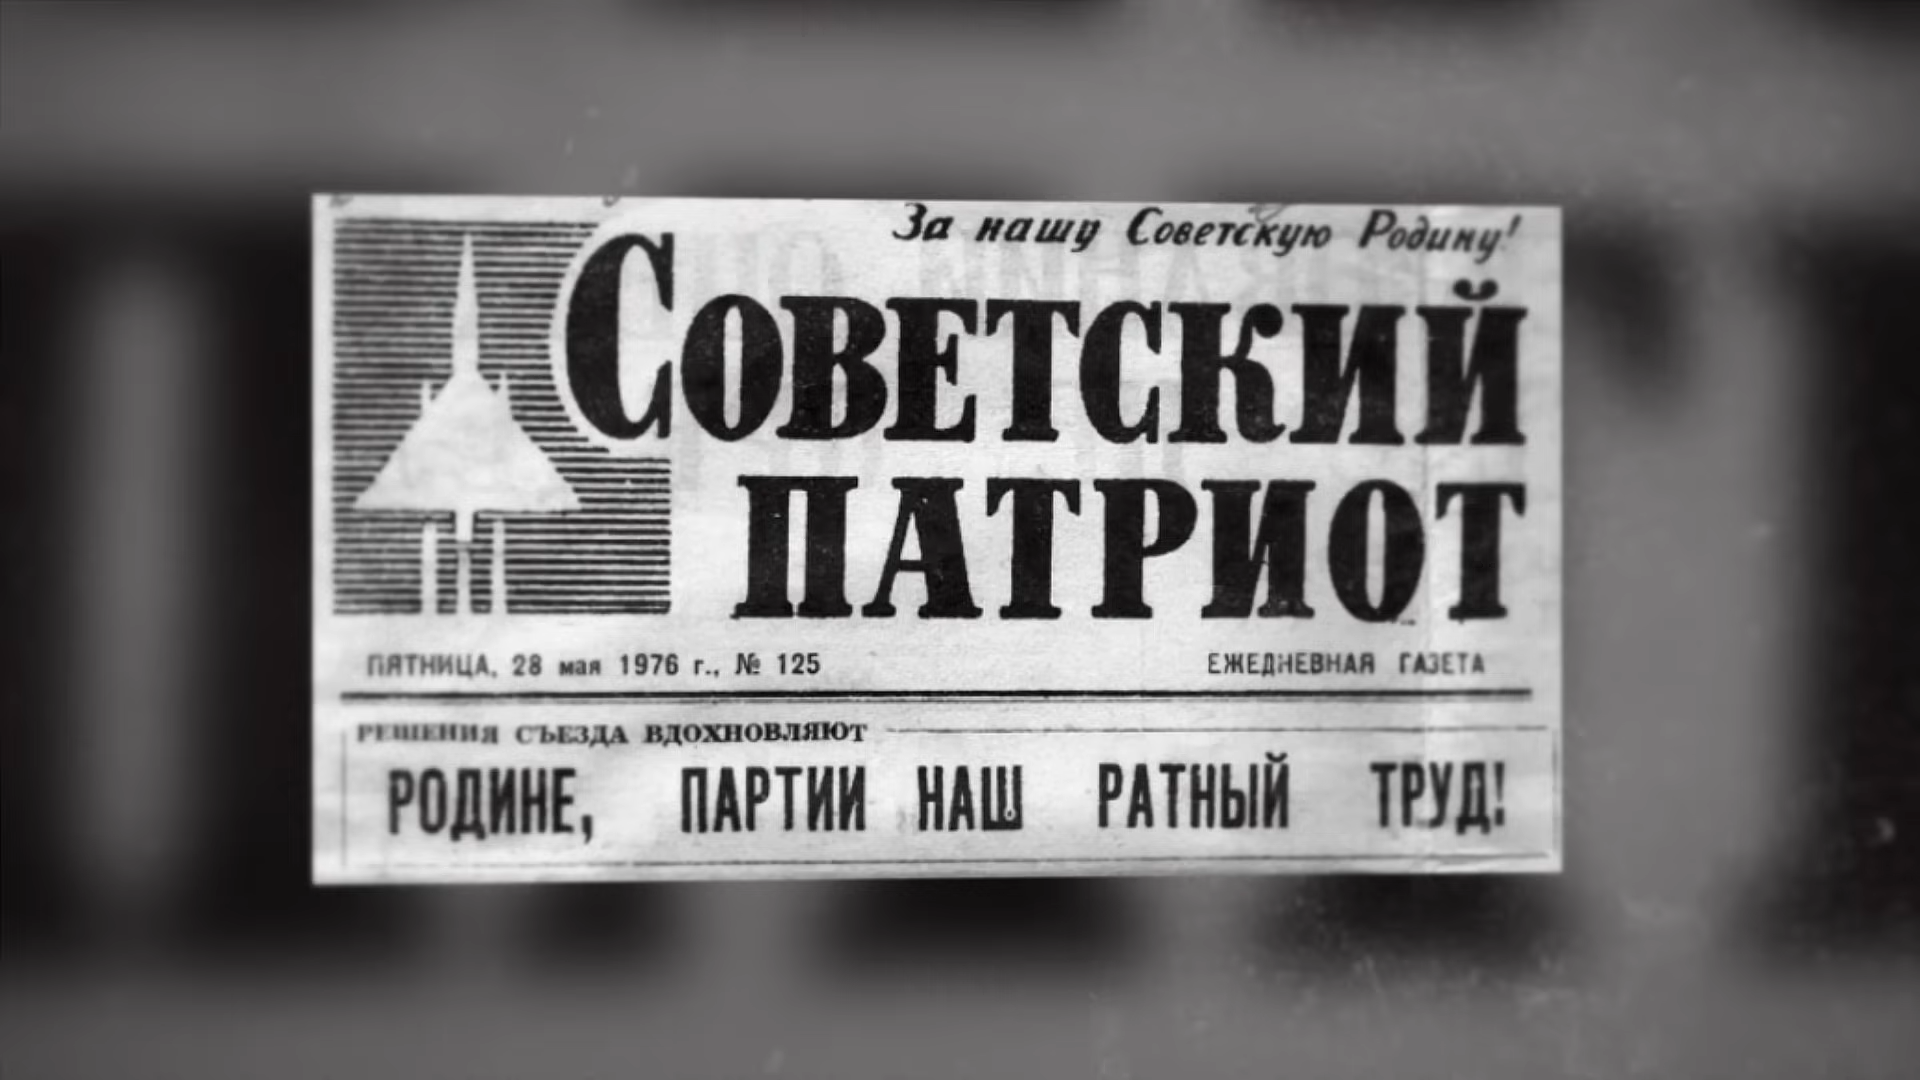 За нашу Советскую Родину!
СОВЕТСКИЙ
ПАТРИОТ
ПЯТНИЦА, 28 мая 1976 г., № 125
ЕЖЕДНЕВНАЯ ГАЗЕТА
РЕШЕНИЯ СЪЕЗДА ВДОХНОВЛЯЮТ
РОДИНЕ, ПАРТИИ НАШ РАТНЫЙ ТРУД!